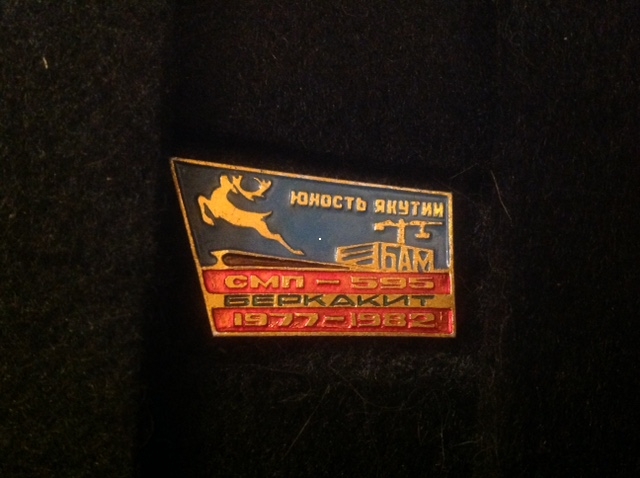 ЮНОСТЬ ЯКУТИИ
БАМ
СМП-595
БЕРКАКИТ
1977-1982